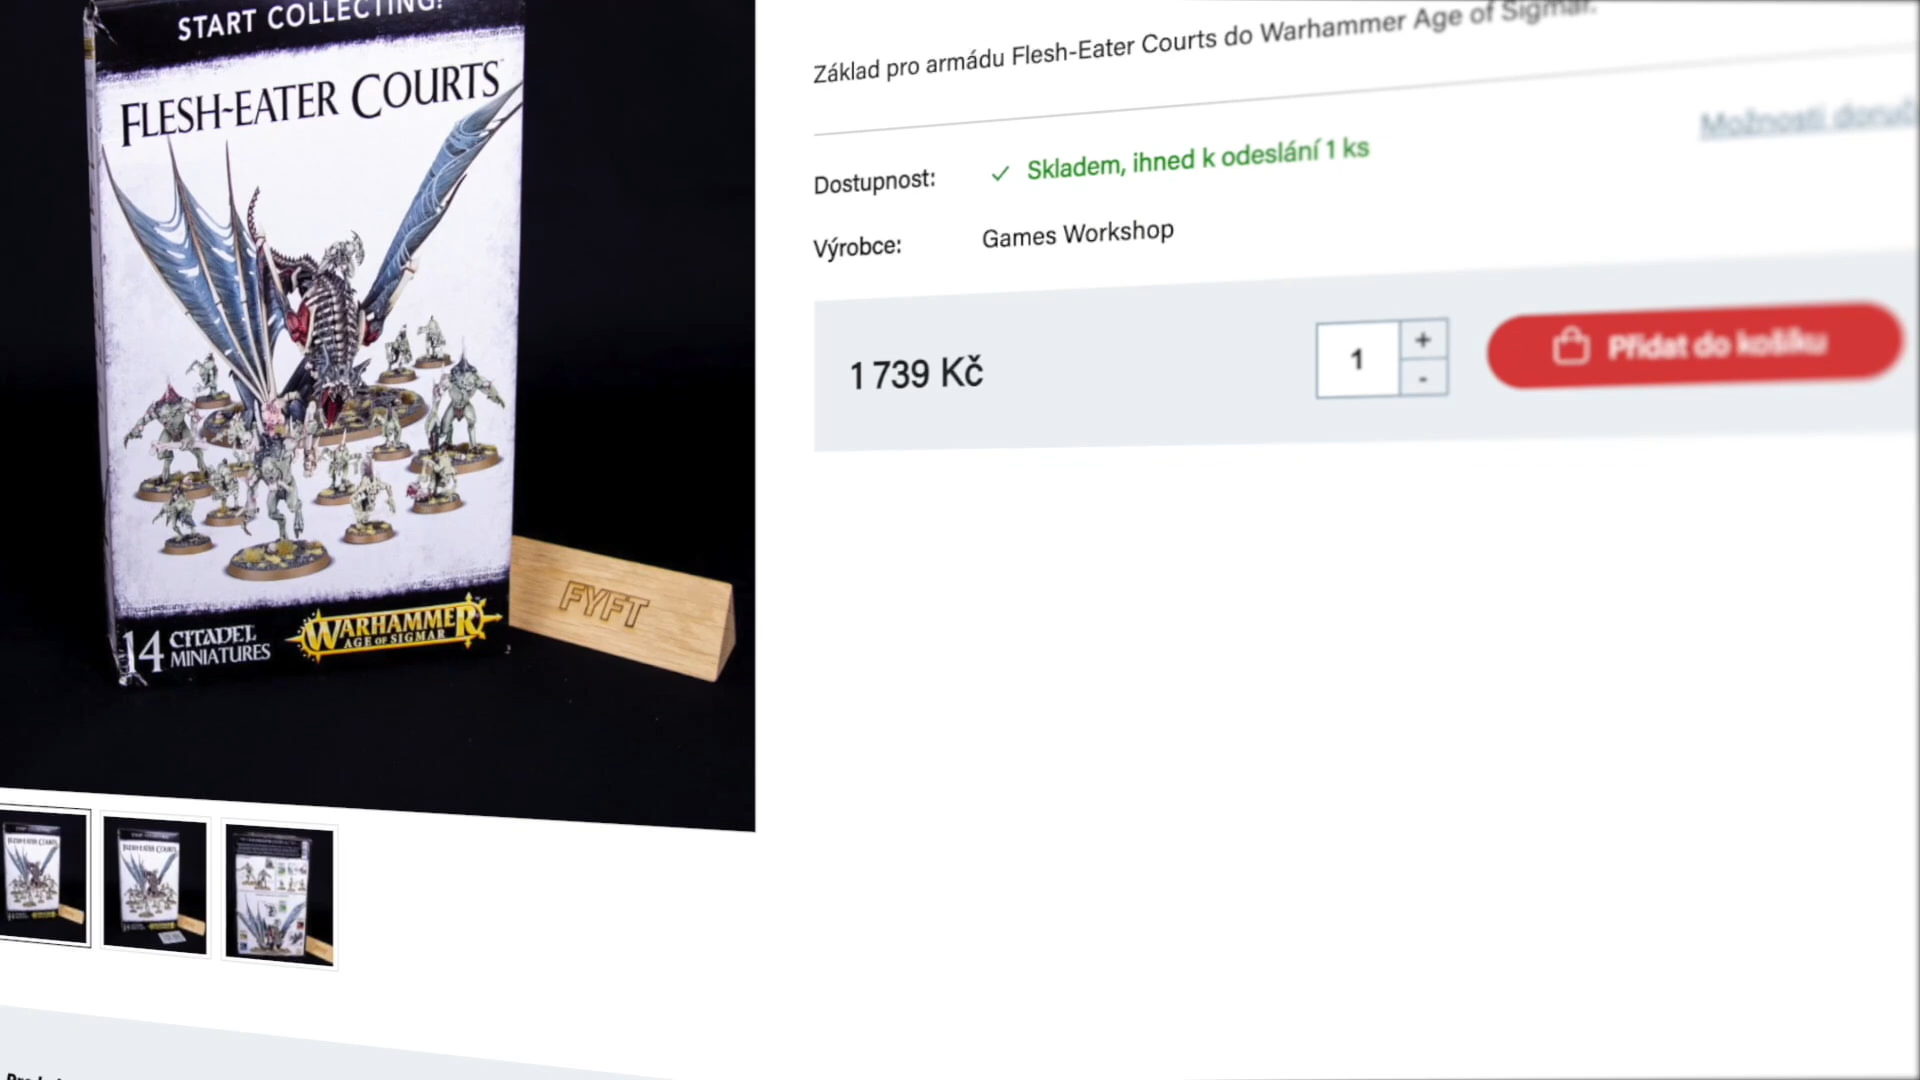 START COLLECTING!
FLESH-EATER COURTS
14 CITADEL
MINIATURES
WARHAMMER
AGE OF SIGMAR
FYFT
Základ pro armádu Flesh-Eater Courts do Warhammer Age of Sigmar.
Možnosti
Dostupnost:
Skladem, ihned k odeslání 1 ks
Výrobce:
Games Workshop
1 739 Kč
1
+
-
Přidat do košíku